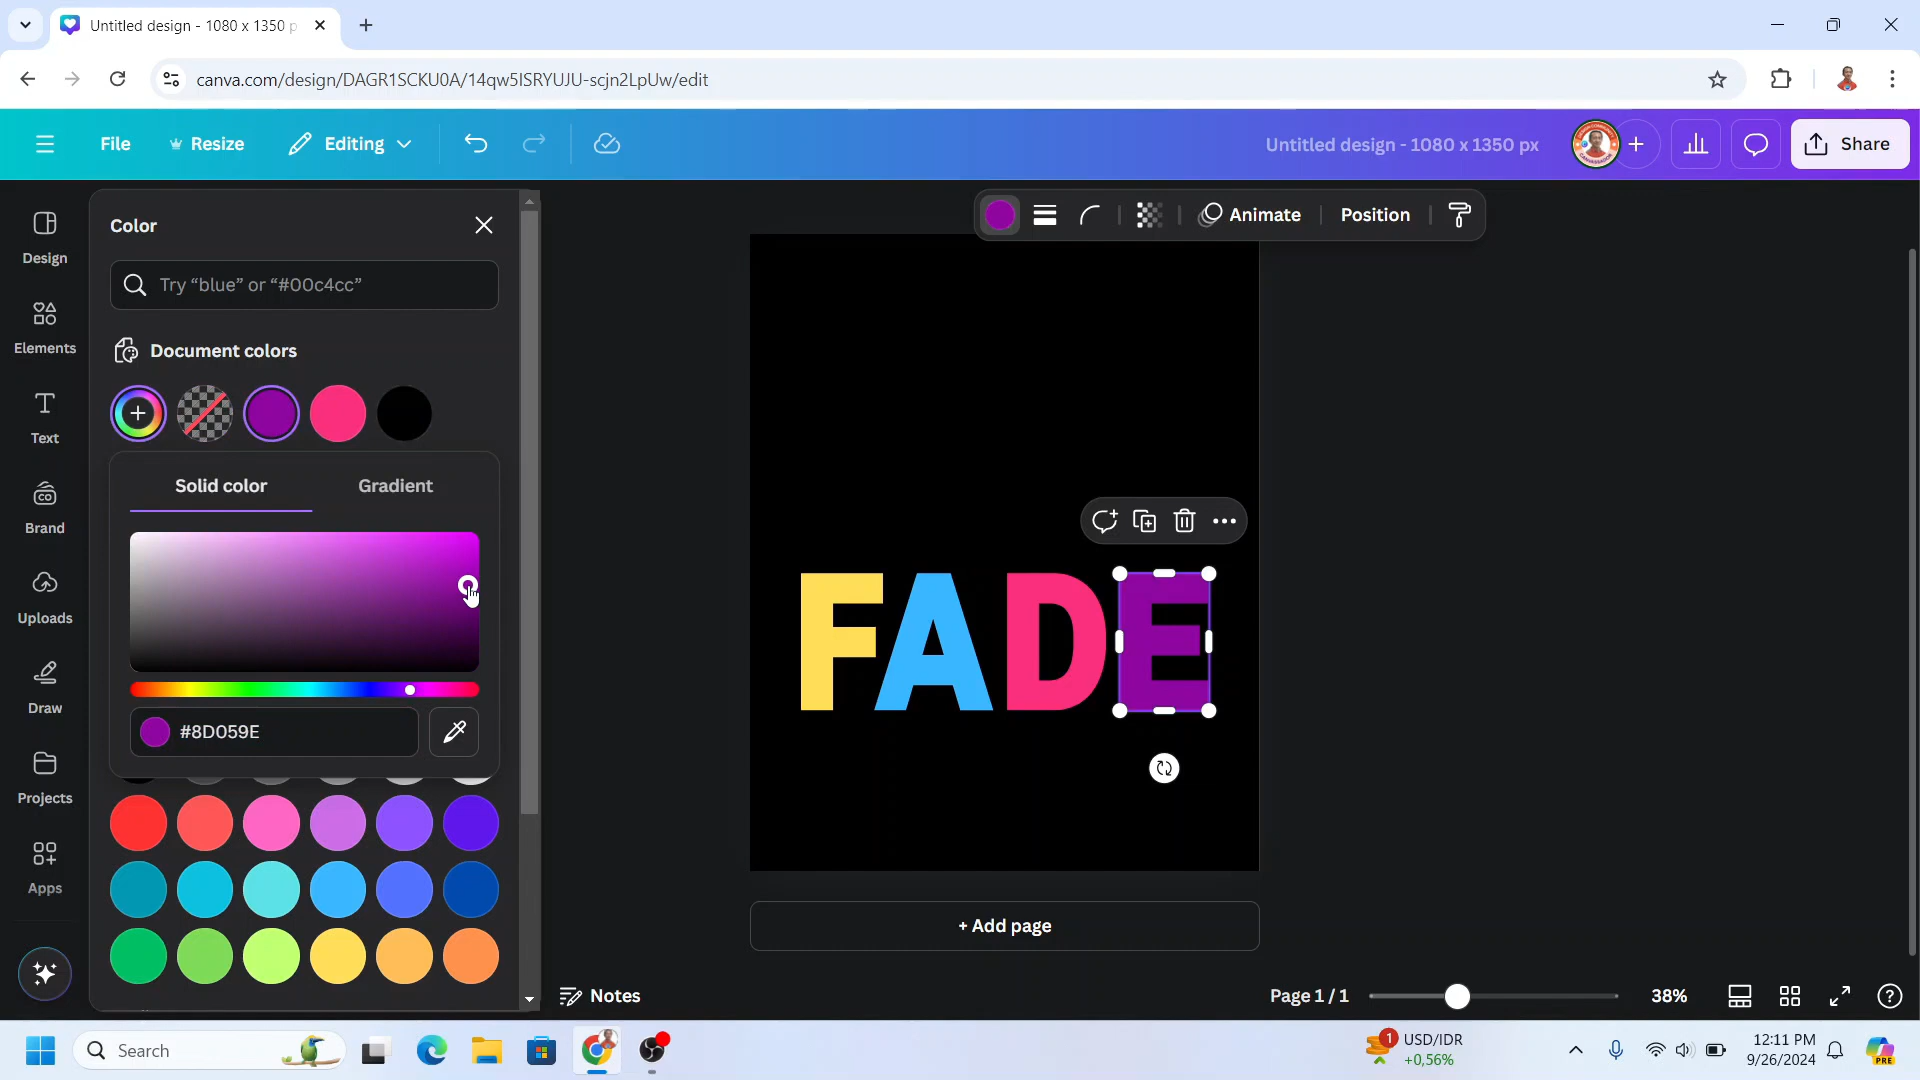 Untitled design - 1080 x 1350 p
canva.com/design/DAGR1SCKU0A/14qw5ISRYUJU-scjn2LpUw/edit
File
Resize
Editing
Untitled design - 1080 x 1350 px
Share
Design
Elements
Text
Brand
Uploads
Draw
Projects
Apps
Color
Try “blue” or “#00c4cc”
Document colors
Solid color
Gradient
#8D059E
Animate
Position
FADE
+ Add page
Notes
Page 1 / 1
38%
Search
1
USD/IDR
+0,56%
12:11 PM
9/26/2024
PRE